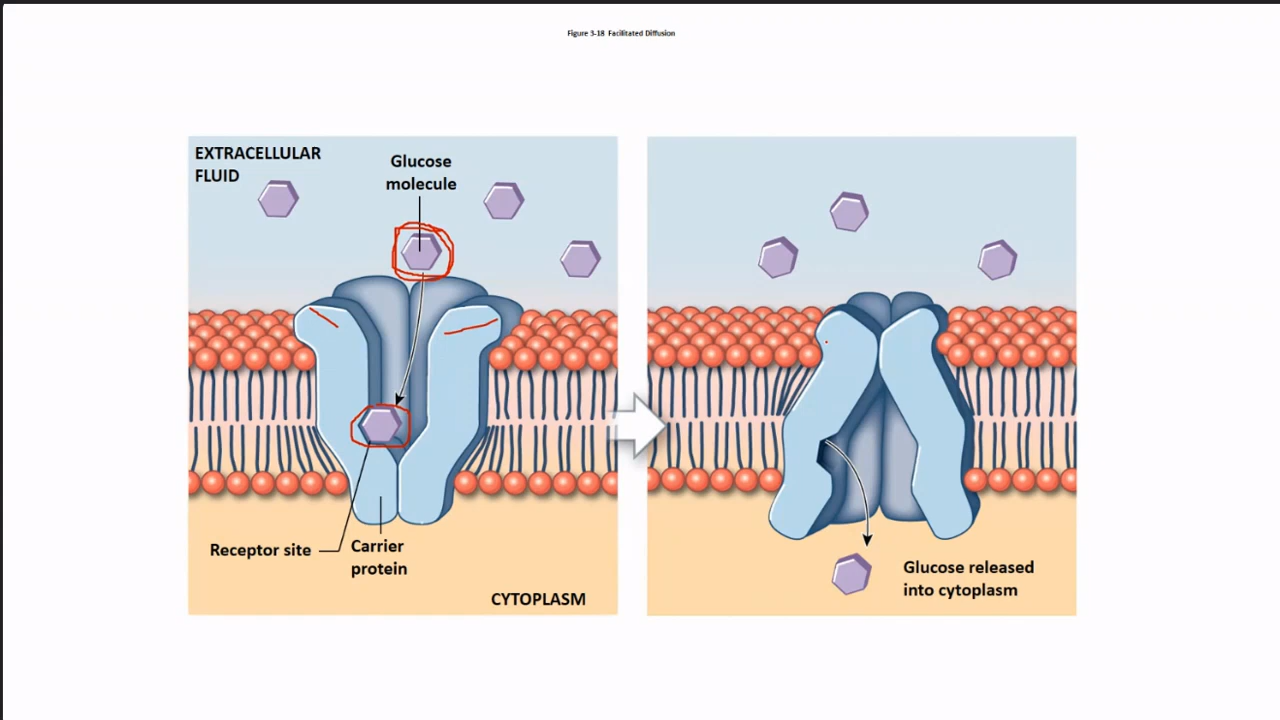 Figure 3-18 Facilitated Diffusion
EXTRACELLULAR
FLUID
Glucose
molecule
Receptor site
Carrier
protein
CYTOPLASM
Glucose released
into cytoplasm